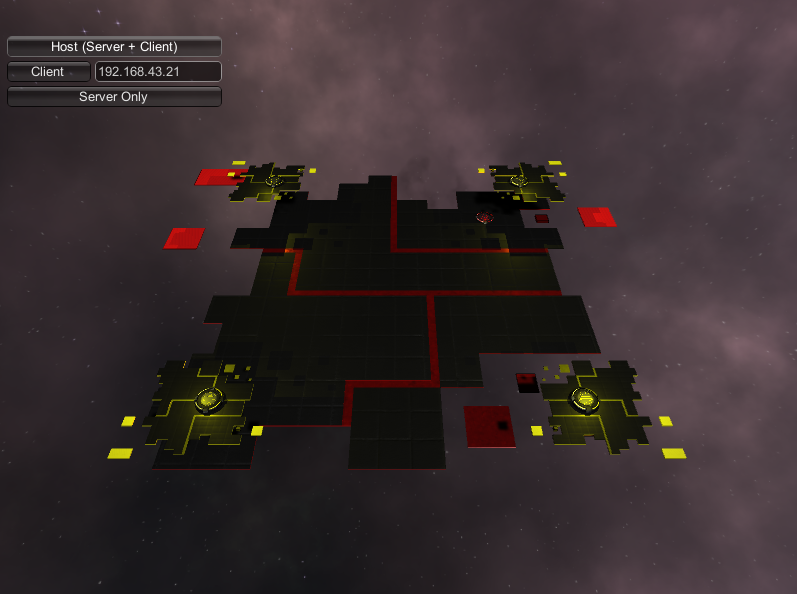 Host (Server + Client)
Client 192.168.43.21
Server Only